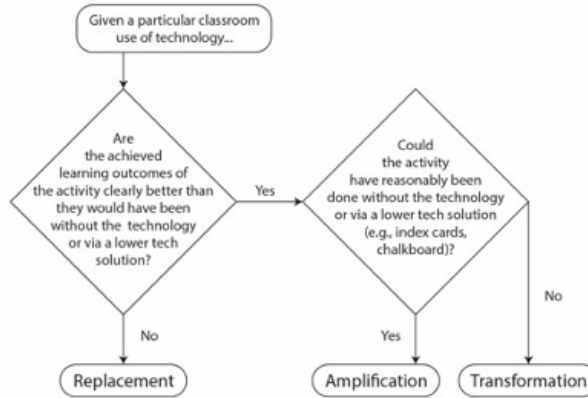 Given a particular classroom
use of technology...
Are
the achieved
learning outcomes of
the activity clearly better than
they would have been
without the technology
or via a lower tech
solution?
Yes
Could
the activity
have reasonably been
done without the technology
or via a lower tech solution
(e.g., index cards,
chalkboard)?
No
No
Yes
Replacement
Amplification
Transformation